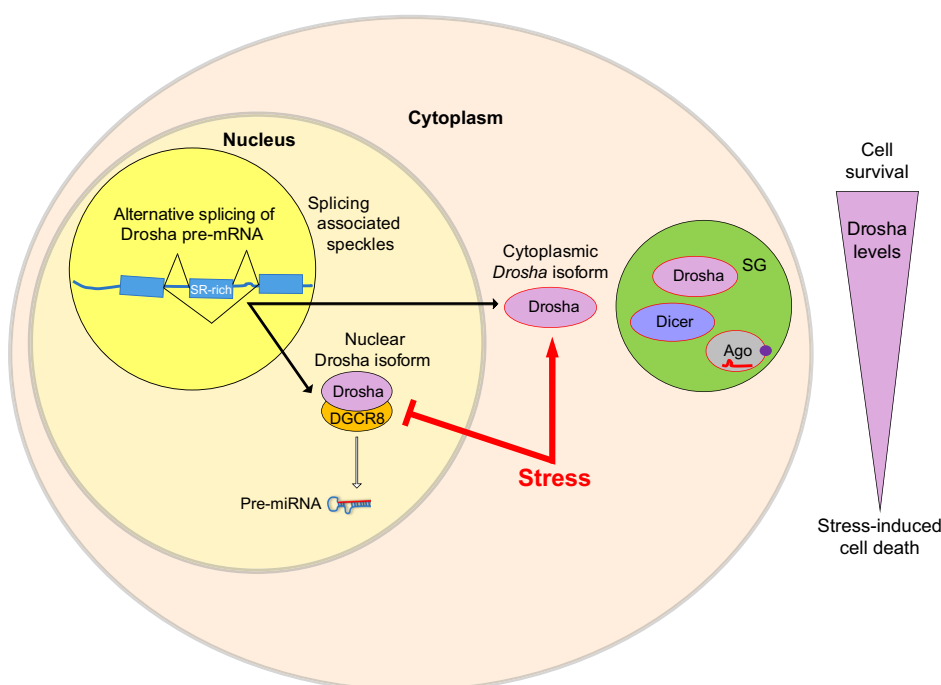 Cytoplasm
Nucleus
Alternative splicing of
Drosha pre-mRNA
Splicing
associated
speckles
SR-rich
Nuclear
Drosha isoform
Drosha
DGCR8
Pre-miRNA
Cytoplasmic
Drosha isoform
Drosha
Stress
SG
Drosha
Dicer
Ago
Cell
survival
Drosha
levels
Stress-induced
cell death